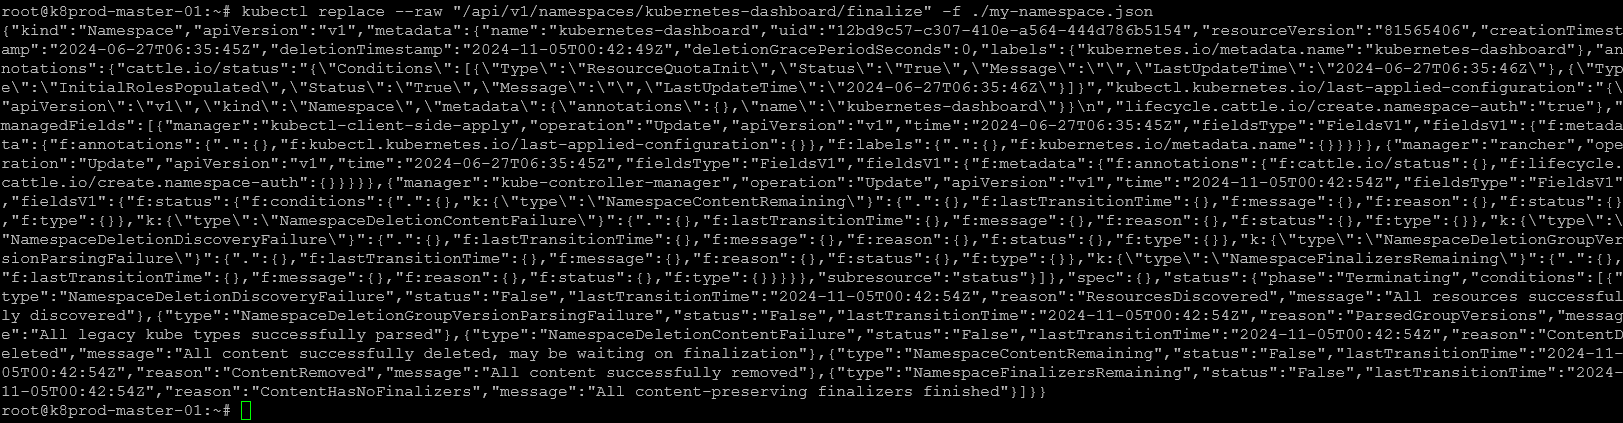 root@k8prod-master-01:~# kubectl replace --raw "/api/v1/namespaces/kubernetes-dashboard/finalize" -f ./my-namespace.json
{"kind":"Namespace","apiVersion":"v1","metadata":{"name":"kubernetes-dashboard","uid":"12bd9c57-c307-410e-a564-444d786b5154","resourceVersion":"81565406","creationTimest
amp":"2024-06-27T06:35:45Z","deletionTimestamp":"2024-11-05T00:42:49Z","deletionGracePeriodSeconds":0,"labels":{"kubernetes.io/metadata.name":"kubernetes-dashboard"},"an
notations":{"cattle.io/status":"{\"Conditions\":[{\"Type\":\"ResourceQuotaInit\",\"Status\":\"True\",\"Message\":\"\",\"LastUpdateTime\":\"2024-06-27T06:35:46Z\"},{\"Typ
e\":\"InitialRolesPopulated\",\"Status\":\"True\",\"Message\":\"\",\"LastUpdateTime\":\"2024-06-27T06:35:46Z\"}]}","kubectl.kubernetes.io/last-applied-configuration":"{\
"apiVersion\":\"v1\",\"kind\":\"Namespace\",\"metadata\":{\"annotations\":{},\"name\":\"kubernetes-dashboard\"}}\n","lifecycle.cattle.io/create.namespace-auth":"true"},"
managedFields":[{"manager":"kubectl-client-side-apply","operation":"Update","apiVersion":"v1","time":"2024-06-27T06:35:45Z","fieldsType":"FieldsV1","fieldsV1":{"f:metada
ta":{"f:annotations":{".":{},"f:kubectl.kubernetes.io/last-applied-configuration":{}},"f:labels":{".":{},"f:kubernetes.io/metadata.name":{}}}}},{"manager":"rancher","ope
ration":"Update","apiVersion":"v1","time":"2024-06-27T06:35:45Z","fieldsType":"FieldsV1","fieldsV1":{"f:metadata":{"f:annotations":{"f:cattle.io/status":{},"f:lifecycle.
cattle.io/create.namespace-auth":{}}}}},{"manager":"kube-controller-manager","operation":"Update","apiVersion":"v1","time":"2024-11-05T00:42:54Z","fieldsType":"FieldsV1"
,"fieldsV1":{"f:status":{"f:conditions":{".":{},"k:{\"type\":\"NamespaceContentRemaining\"}":{".":{},"f:lastTransitionTime":{},"f:message":{},"f:reason":{},"f:status":{}
,"f:type":{}},"k:{\"type\":\"NamespaceDeletionContentFailure\"}":{".":{},"f:lastTransitionTime":{},"f:message":{},"f:reason":{},"f:status":{},"f:type":{}},"k:{\"type\":\
"NamespaceDeletionDiscoveryFailure\"}":{".":{},"f:lastTransitionTime":{},"f:message":{},"f:reason":{},"f:status":{},"f:type":{}},"k:{\"type\":\"NamespaceDeletionGroupVer
sionParsingFailure\"}":{".":{},"f:lastTransitionTime":{},"f:message":{},"f:reason":{},"f:status":{},"f:type":{}},"k:{\"type\":\"NamespaceFinalizersRemaining\"}":{".":{},
"f:lastTransitionTime":{},"f:message":{},"f:reason":{},"f:status":{},"f:type":{}}}}},"subresource":"status"}]},"spec":{},"status":{"phase":"Terminating","conditions":[{"
type":"NamespaceDeletionDiscoveryFailure","status":"False","lastTransitionTime":"2024-11-05T00:42:54Z","reason":"ResourcesDiscovered","message":"All resources successful
ly discovered"},{"type":"NamespaceDeletionGroupVersionParsingFailure","status":"False","lastTransitionTime":"2024-11-05T00:42:54Z","reason":"ParsedGroupVersions","messag
e":"All legacy kube types successfully parsed"},{"type":"NamespaceDeletionContentFailure","status":"False","lastTransitionTime":"2024-11-05T00:42:54Z","reason":"ContentD
eleted","message":"All content successfully deleted, may be waiting on finalization"},{"type":"NamespaceContentRemaining","status":"False","lastTransitionTime":"2024-11-
05T00:42:54Z","reason":"ContentRemoved","message":"All content successfully removed"},{"type":"NamespaceFinalizersRemaining","status":"False","lastTransitionTime":"2024-
11-05T00:42:54Z","reason":"ContentHasNoFinalizers","message":"All content-preserving finalizers finished"}]}}
root@k8prod-master-01:~#